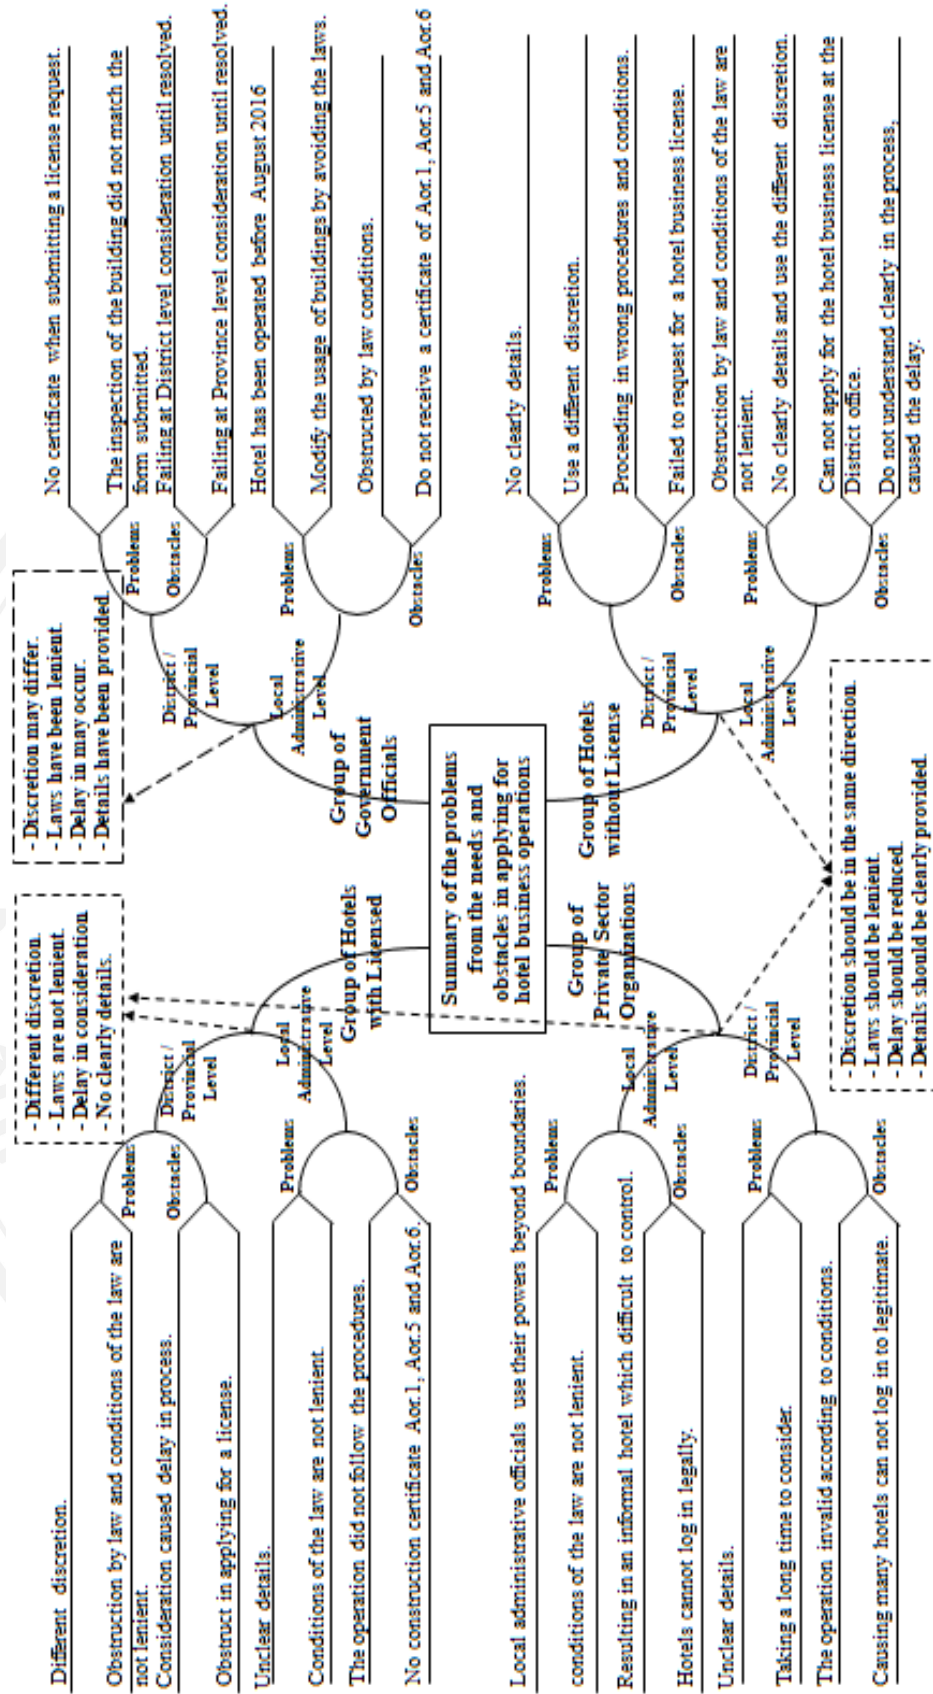 Different discretion.
Obstruction by law and conditions of the law are
not lenient.
Consideration caused delay in process.
Obstruct in applying for a license.
Unclear details.
Conditions of the law are not lenient.
The operation did not follow the procedures.
No construction certificate Aor.1, Aor.5 and Aor.6.
Problems
Obstacles
Problems
Obstacles
District /
Provincial
Level
Local
Administrative
Level
Group of Hotels
with Licensed
- Different discretion.
- Laws are not lenient.
- Delay in consideration
- No clearly details.
- Discretion may differ.
- Laws have been lenient.
- Delay in may occur.
- Details have been provided.
Group of
Government
Officials
District /
Provincial
Level
Local
Administrative
Level
Problems
Obstacles
Problems
Obstacles
No certificate when submitting a license request.
The inspection of the building did not match the
form submitted.
Failing at District level consideration until resolved.
Failing at Province level consideration until resolved.
Hotel has been operated before August 2016
Modify the usage of buildings by avoiding the laws.
Obstructed by law conditions.
Do not receive a certificate of Aor.1, Aor.5 and Aor.6
Summary of the problems
from the needs and
obstacles in applying for
hotel business operations
Local administrative officials use their powers beyond boundaries.
conditions of the law are not lenient.
Resulting in an informal hotel which difficult to control.
Hotels cannot log in legally.
Unclear details.
Taking a long time to consider.
The operation invalid according to conditions.
Causing many hotels can not log in to legitimate.
Problems
Obstacles
Problems
Obstacles
Local
Administrative
Level
District /
Provincial
Level
Group of
Private Sector
Organizations
- Discretion should be in the same direction.
- Laws should be lenient.
- Delay should be reduced.
- Details should be clearly provided.
Group of Hotels
without License
District /
Provincial
Level
Local
Administrative
Level
Problems
Obstacles
Problems
Obstacles
No clearly details.
Use a different discretion.
Proceeding in wrong procedures and conditions.
Failed to request for a hotel business license.
Obstruction by law and conditions of the law are
not lenient.
No clearly details and use the different discretion.
Can not apply for the hotel business license at the
District office.
Do not understand clearly in the process,
caused the delay.